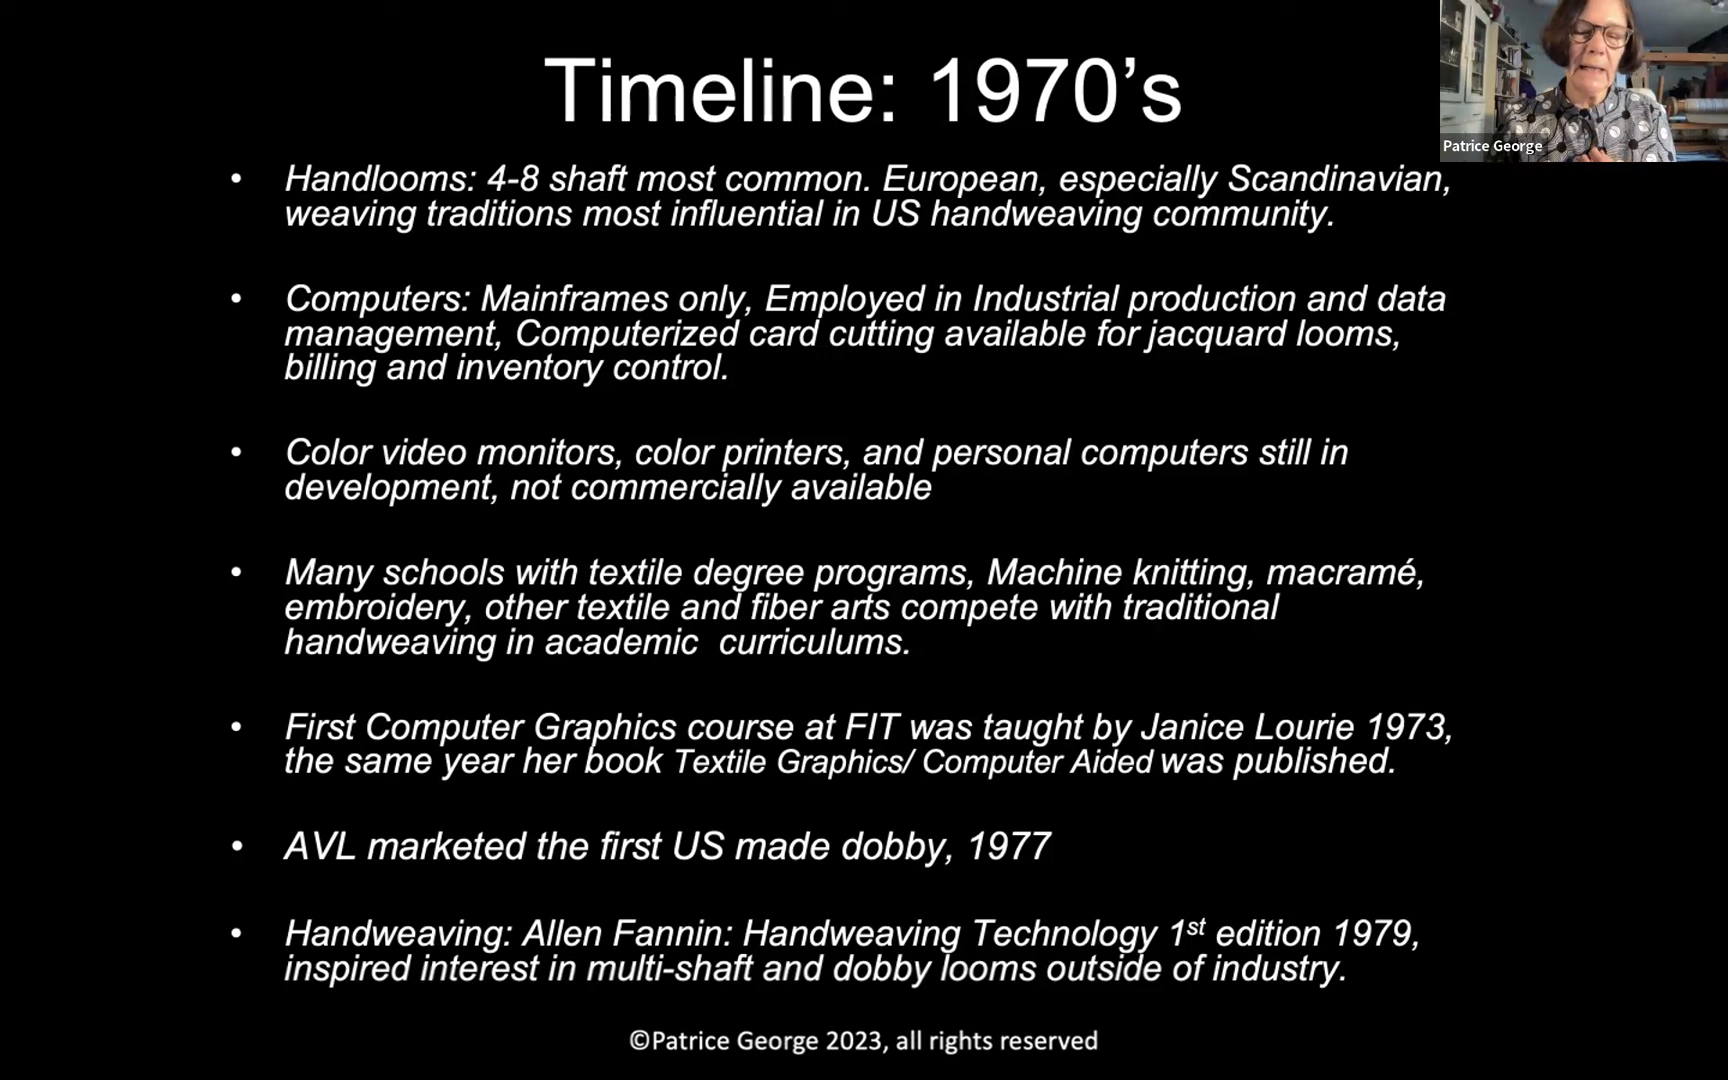 Timeline: 1970’s
Patrice George
• Handlooms: 4-8 shaft most common. European, especially Scandinavian,
weaving traditions most influential in US handweaving community.
• Computers: Mainframes only, Employed in Industrial production and data
management, Computerized card cutting available for jacquard looms,
billing and inventory control.
• Color video monitors, color printers, and personal computers still in
development, not commercially available
• Many schools with textile degree programs, Machine knitting, macramé,
embroidery, other textile and fiber arts compete with traditional
handweaving in academic  curriculums.
• First Computer Graphics course at FIT was taught by Janice Lourie 1973,
the same year her book Textile Graphics/ Computer Aided was published.
• AVL marketed the first US made dobby, 1977
• Handweaving: Allen Fannin: Handweaving Technology 1st edition 1979,
inspired interest in multi-shaft and dobby looms outside of industry.
©Patrice George 2023, all rights reserved